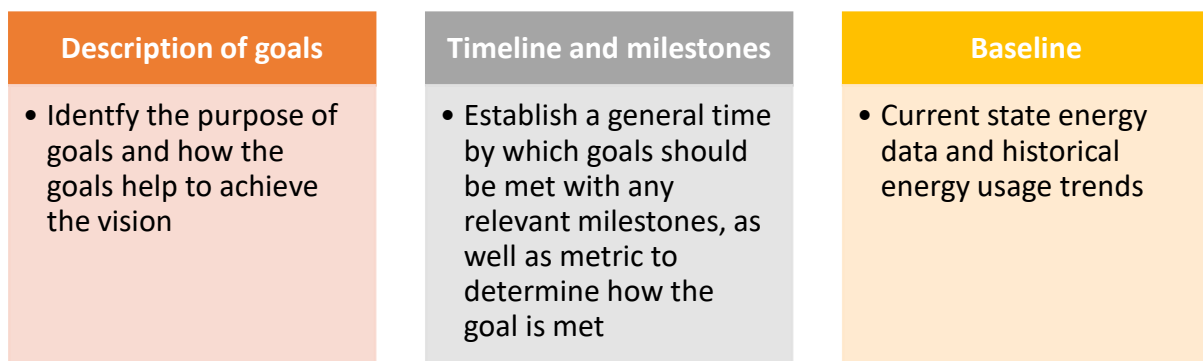 Description of goals
• Identfy the purpose of
goals and how the
goals help to achieve
the vision
Timeline and milestones
• Establish a general time
by which goals should
be met with any
relevant milestones, as
well as metric to
determine how the
goal is met
Baseline
• Current state energy
data and historical
energy usage trends